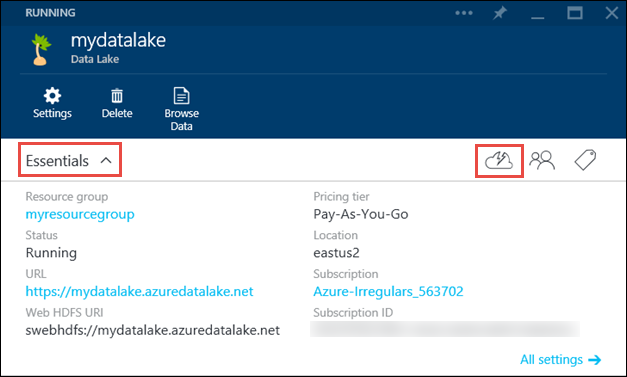 RUNNING
mydatalake
Data Lake
Settings
Delete
Browse
Data
Essentials
Resource group
myresourcegroup
Pricing tier
Pay-As-You-Go
Status
Running
Location
eastus2
URL
https://mydatalake.azuredatalake.net
Subscription
Azure-Irregulars_563702
Web HDFS URI
swebhdfs://mydatalake.azuredatalake.net
Subscription ID
All settings